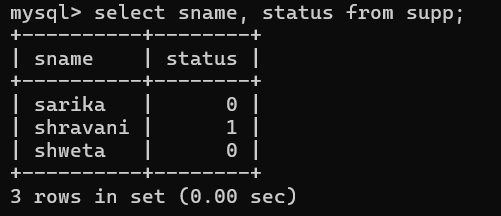 mysql> select sname, status from supp;
+----------+--------+
| sname    | status |
+----------+--------+
| sarika   |      0 |
| shravani |      1 |
| shweta   |      0 |
+----------+--------+
3 rows in set (0.00 sec)